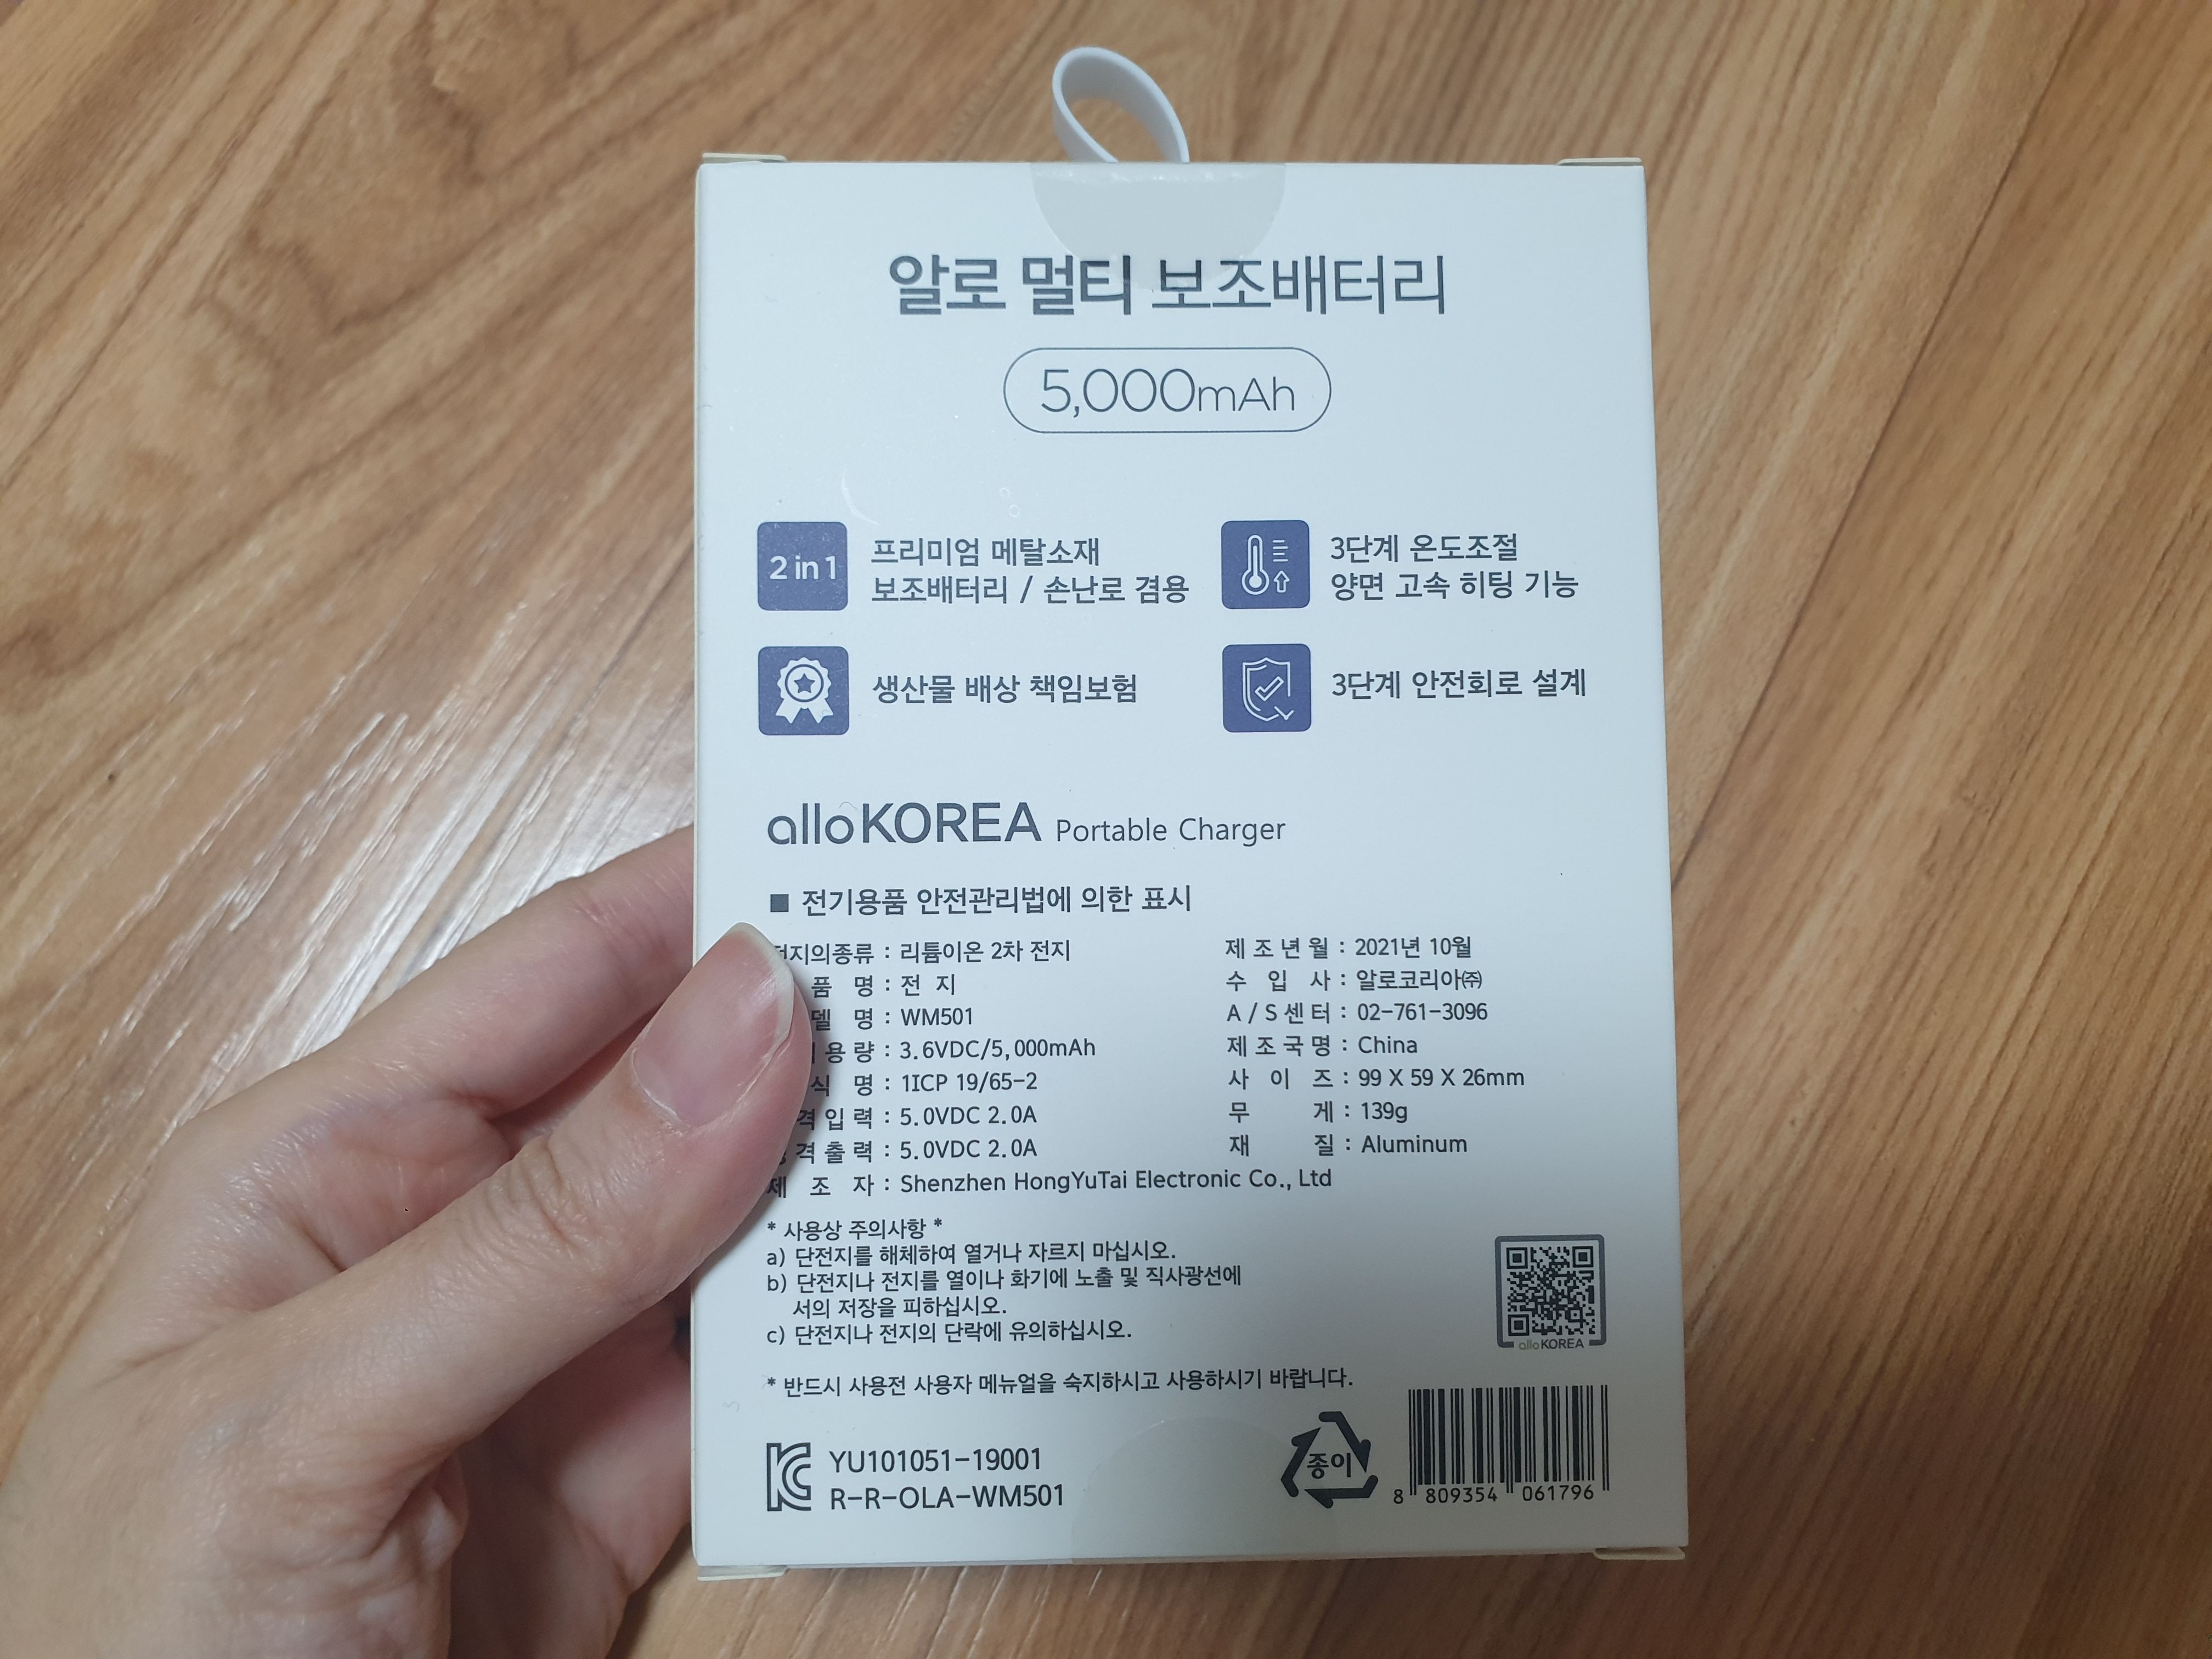 알로 멀티 보조배터리
5,000mAh
2 in 1
프리미엄 메탈소재
보조배터리 / 손난로 겸용
3단계 온도조절
양면 고속 히팅 기능
생산물 배상 책임보험
3단계 안전회로 설계
alloKOREA Portable Charger
■ 전기용품 안전관리법에 의한 표시
전지의종류 : 리튬이온 2차 전지
품 명 : 전 지
델 명 : WM501
용 량 : 3.6VDC/5,000mAh
식 명 : 1ICP 19/65-2
격 입 력 : 5.0VDC 2.0A
격 출 력 : 5.0VDC 2.0A
제 조 자 : Shenzhen HongYuTai Electronic Co., Ltd
제 조 년 월 : 2021년 10월
수 입 사 : 알로코리아㈜
A / S 센 터 : 02-761-3096
제 조 국 명 : China
사 이 즈 : 99 X 59 X 26mm
무 게 : 139g
재 질 : Aluminum
* 사용상 주의사항 *
a) 단전지를 해체하여 열거나 자르지 마십시오.
b) 단전지나 전지를 열이나 화기에 노출 및 직사광선에
서의 저장을 피하십시오.
c) 단전지나 전지의 단락에 유의하십시오.
* 반드시 사용전 사용자 메뉴얼을 숙지하시고 사용하시기 바랍니다.
alloKOREA
YU101051-19001
R-R-OLA-WM501
종이
8 809354 061796